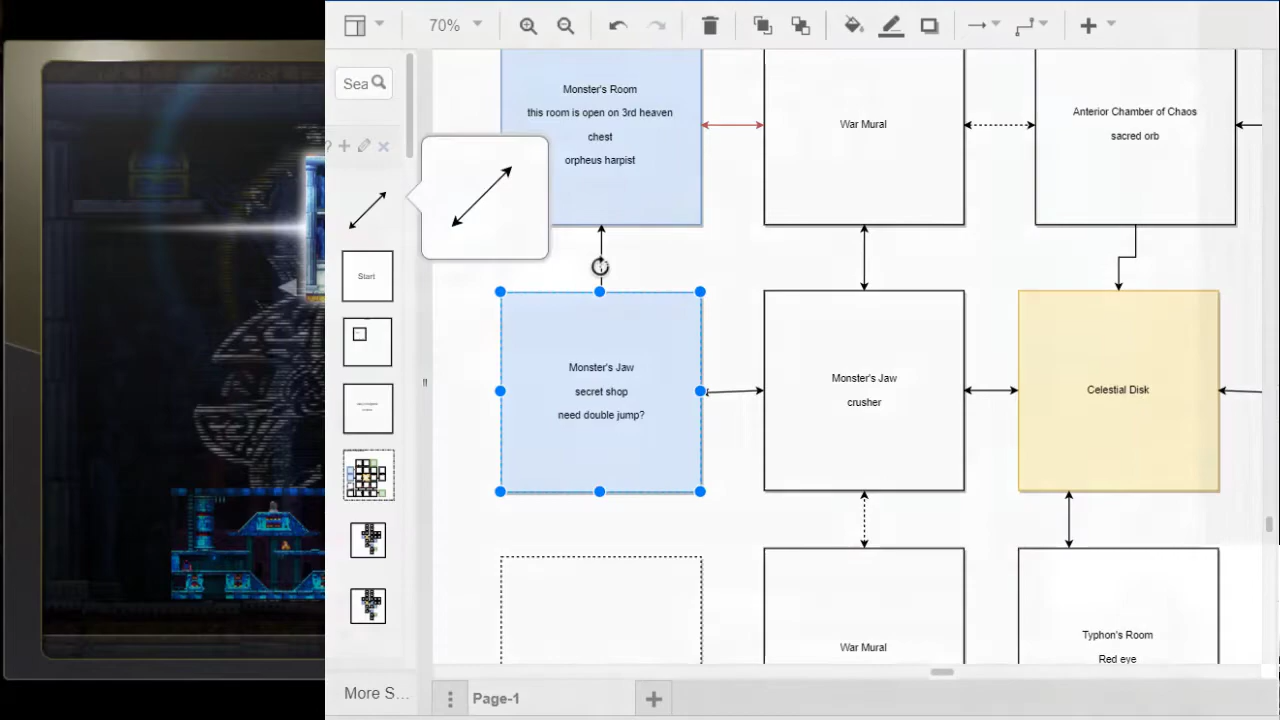 70%
Sea
Monster's Room
this room is open on 3rd heaven
chest
orpheus harpist
War Mural
Anterior Chamber of Chaos
sacred orb
Start
Monster's Jaw
secret shop
need double jump?
Monster's Jaw
crusher
Celestial Disk
War Mural
Typhon's Room
Red eye
More S...
Page-1